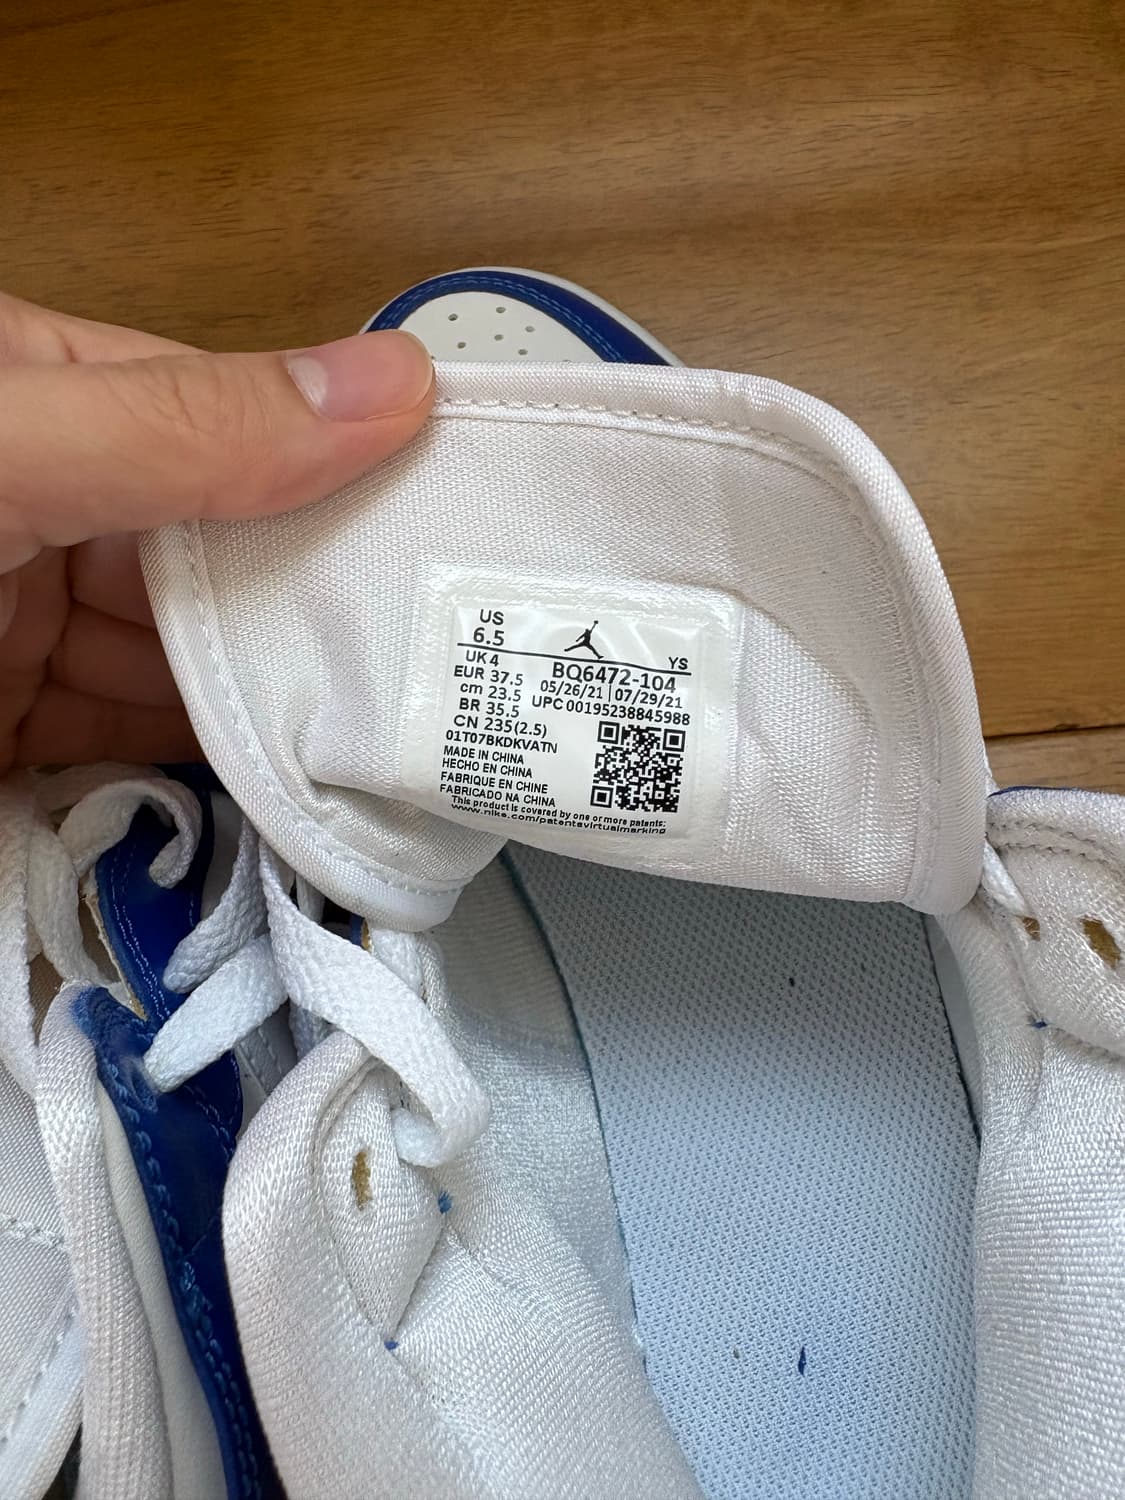 US
6.5
YS
UK 4
BQ6472-104
EUR 37.5
05/26/21 | 07/29/21
cm 23.5
UPC 00195238845988
BR 35.5
CN 235(2.5)
01T07BKDKVATN
MADE IN CHINA
HECHO EN CHINA
FABRIQUE EN CHINE
FABRICADO NA CHINA
This product is covered by one or more patents:
www.nike.com/patentsvirtualmarking